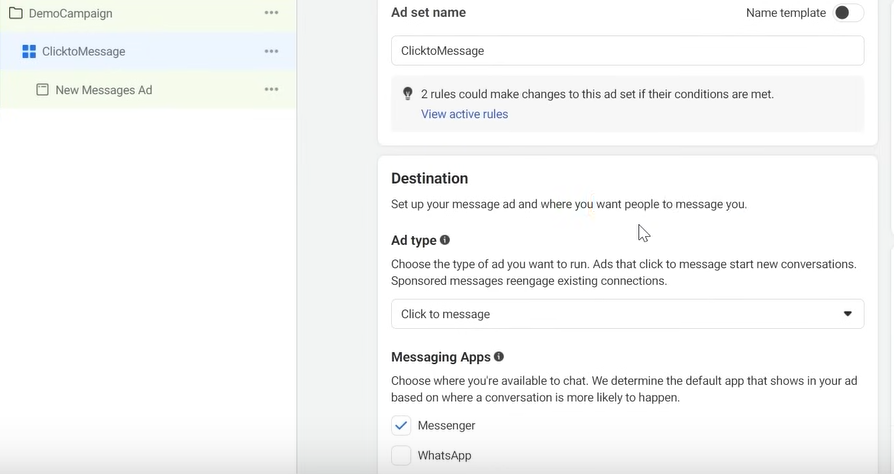 DemoCampaign
ClicktoMessage
New Messages Ad
Ad set name
Name template
ClicktoMessage
2 rules could make changes to this ad set if their conditions are met.
View active rules
Destination
Set up your message ad and where you want people to message you.
Ad type
Choose the type of ad you want to run. Ads that click to message start new conversations.
Sponsored messages reengage existing connections.
Click to message
Messaging Apps
Choose where you're available to chat. We determine the default app that shows in your ad
based on where a conversation is more likely to happen.
Messenger
WhatsApp